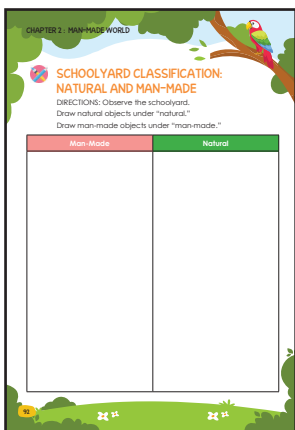 CHAPTER 2 : MAN-MADE WORLD
SCHOOLYARD CLASSIFICATION:
NATURAL AND MAN-MADE
DIRECTIONS: Observe the schoolyard.
Draw natural objects under “natural.”
Draw man-made objects under “man-made.”
Man-Made Natural
92